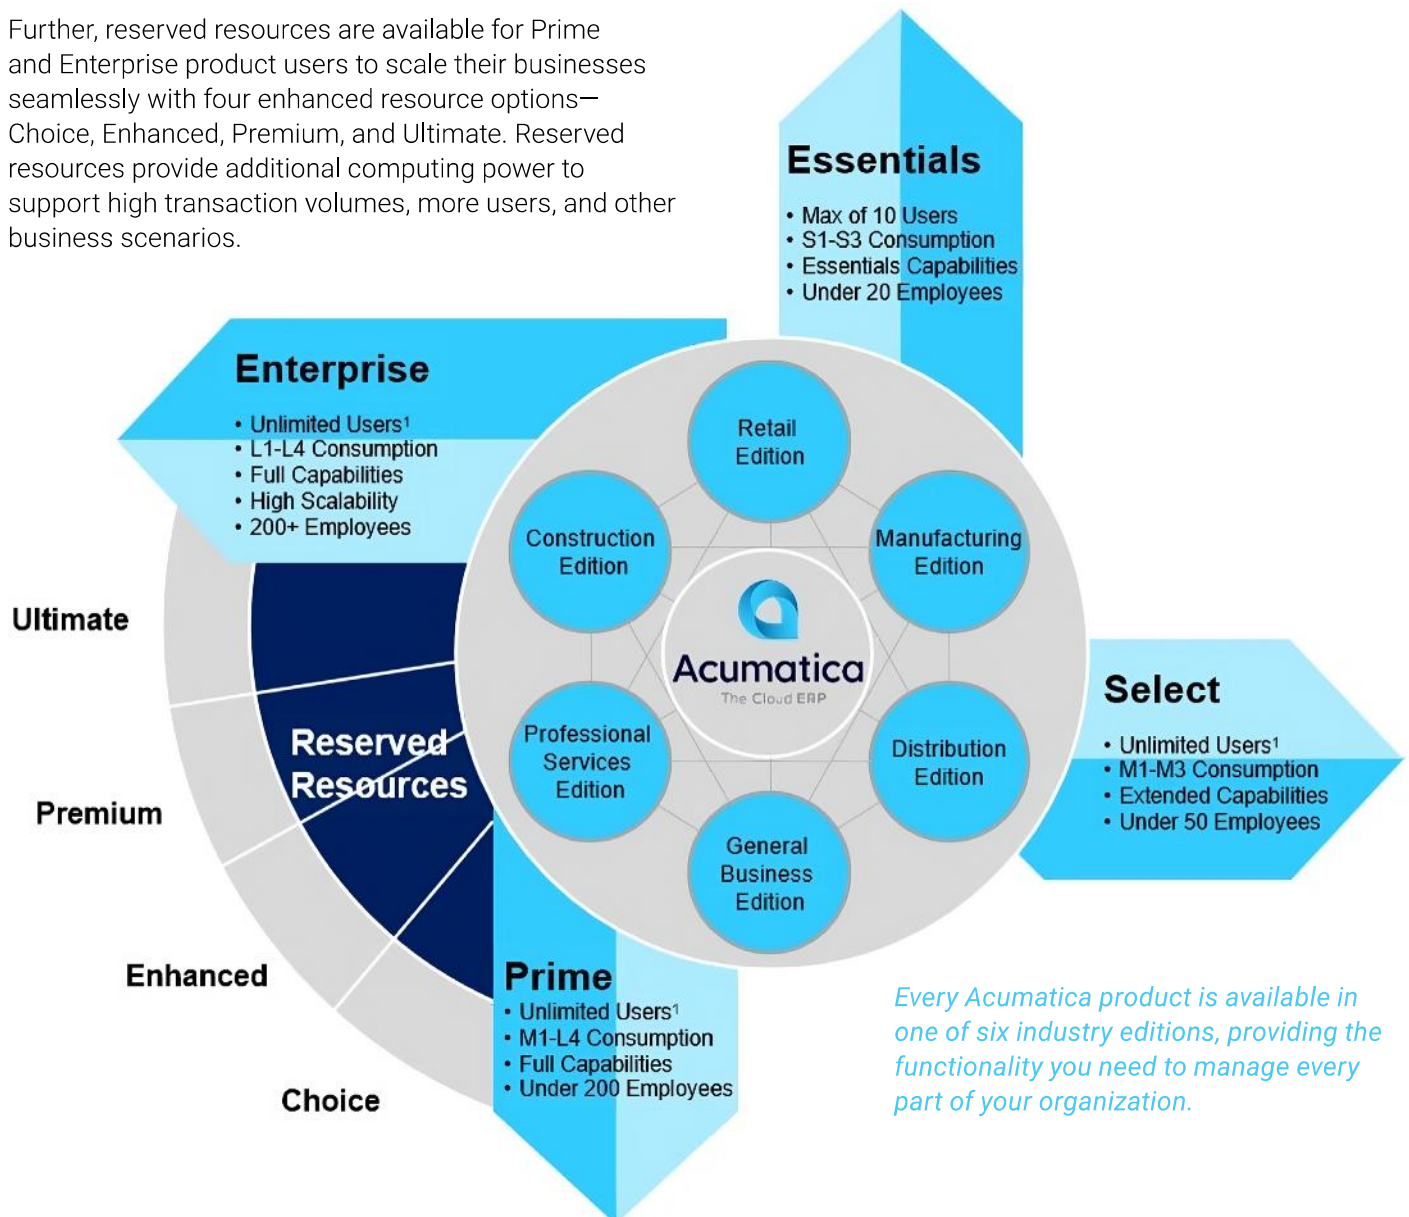 Further, reserved resources are available for Prime
and Enterprise product users to scale their businesses
seamlessly with four enhanced resource options—
Choice, Enhanced, Premium, and Ultimate. Reserved
resources provide additional computing power to
support high transaction volumes, more users, and other
business scenarios.
Essentials
• Max of 10 Users
• S1-S3 Consumption
• Essentials Capabilities
• Under 20 Employees
Enterprise
• Unlimited Users¹
• L1-L4 Consumption
• Full Capabilities
• High Scalability
• 200+ Employees
Retail
Edition
Construction
Edition
Manufacturing
Edition
Acumatica
The Cloud ERP
Professional
Services
Edition
Distribution
Edition
General
Business
Edition
Select
• Unlimited Users¹
• M1-M3 Consumption
• Extended Capabilities
• Under 50 Employees
Ultimate
Reserved
Resources
Premium
Enhanced
Choice
Prime
• Unlimited Users¹
• M1-L4 Consumption
• Full Capabilities
• Under 200 Employees
Every Acumatica product is available in
one of six industry editions, providing the
functionality you need to manage every
part of your organization.